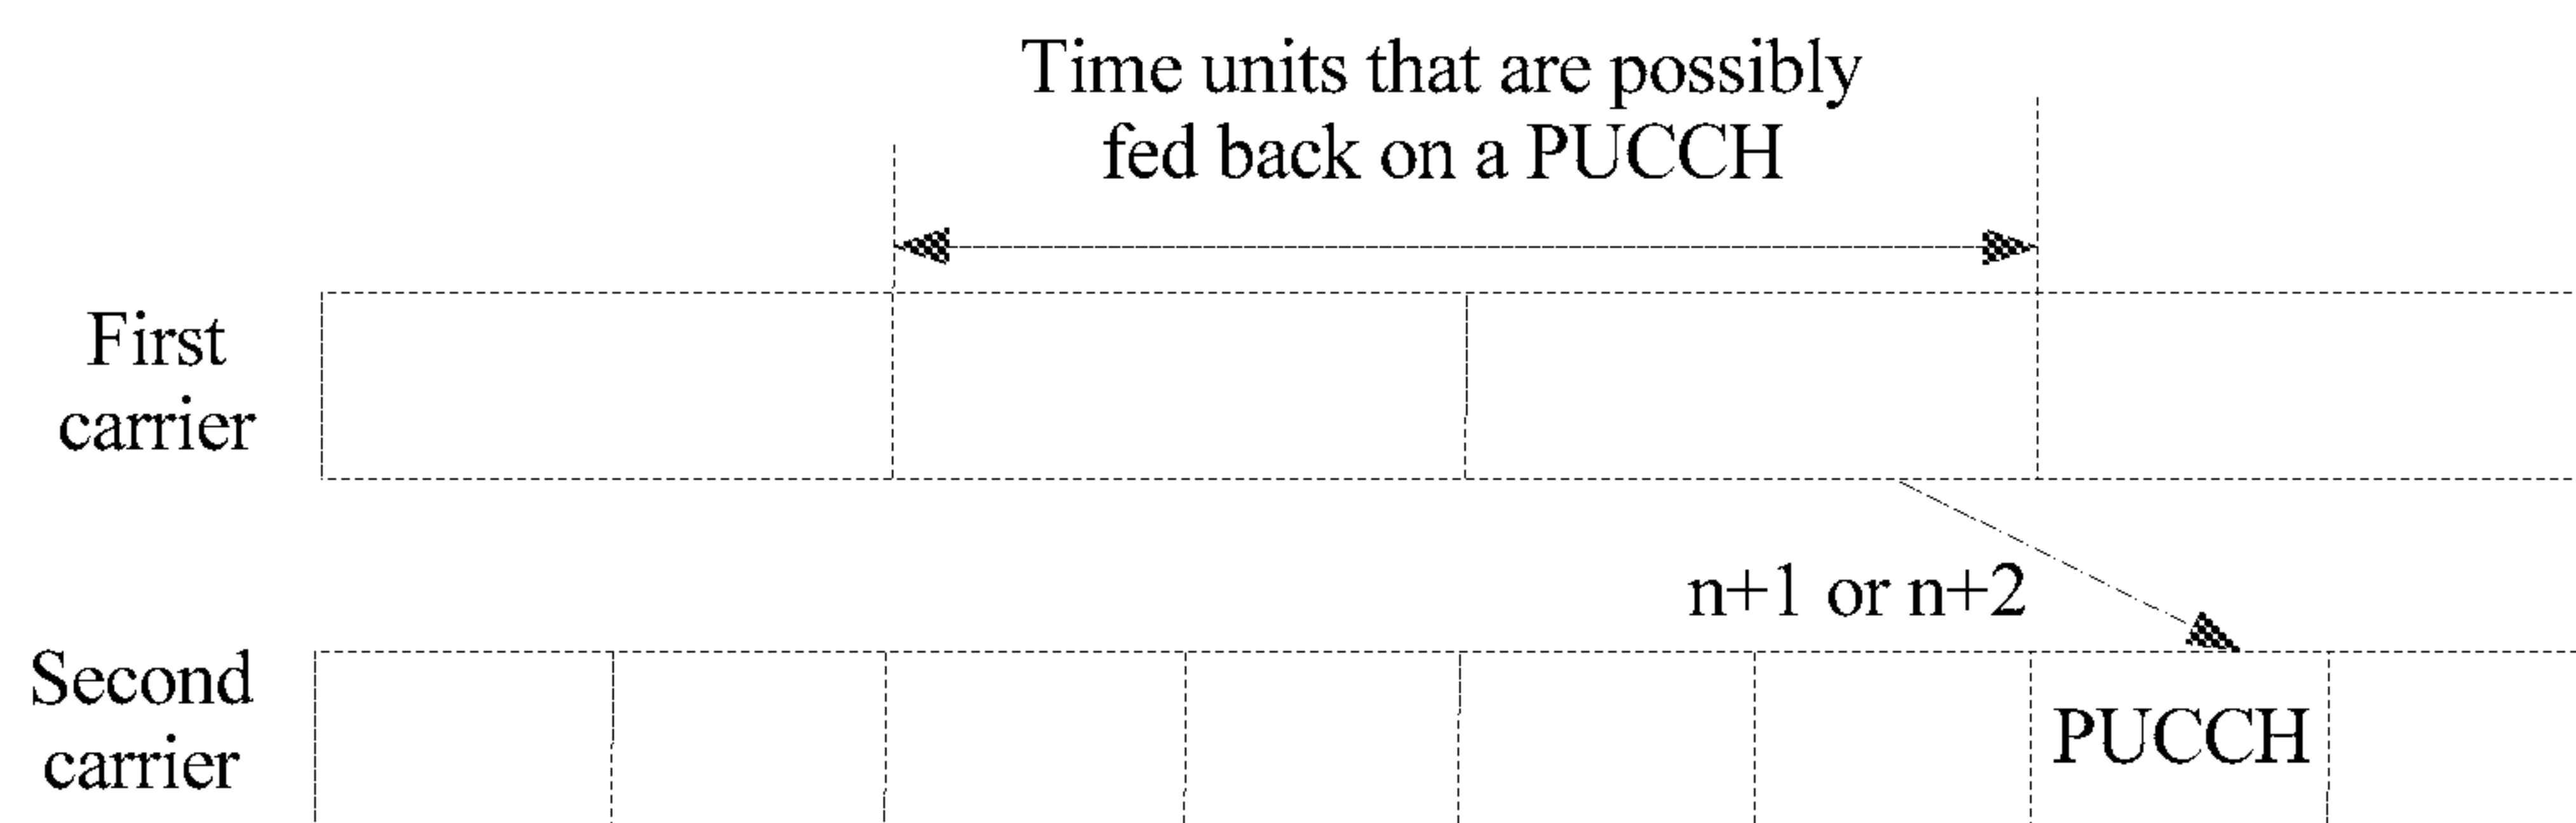 Time units that are possibly
fed back on a PUCCH
First
carrier
n+1 or n+2
Second
carrier
PUCCH